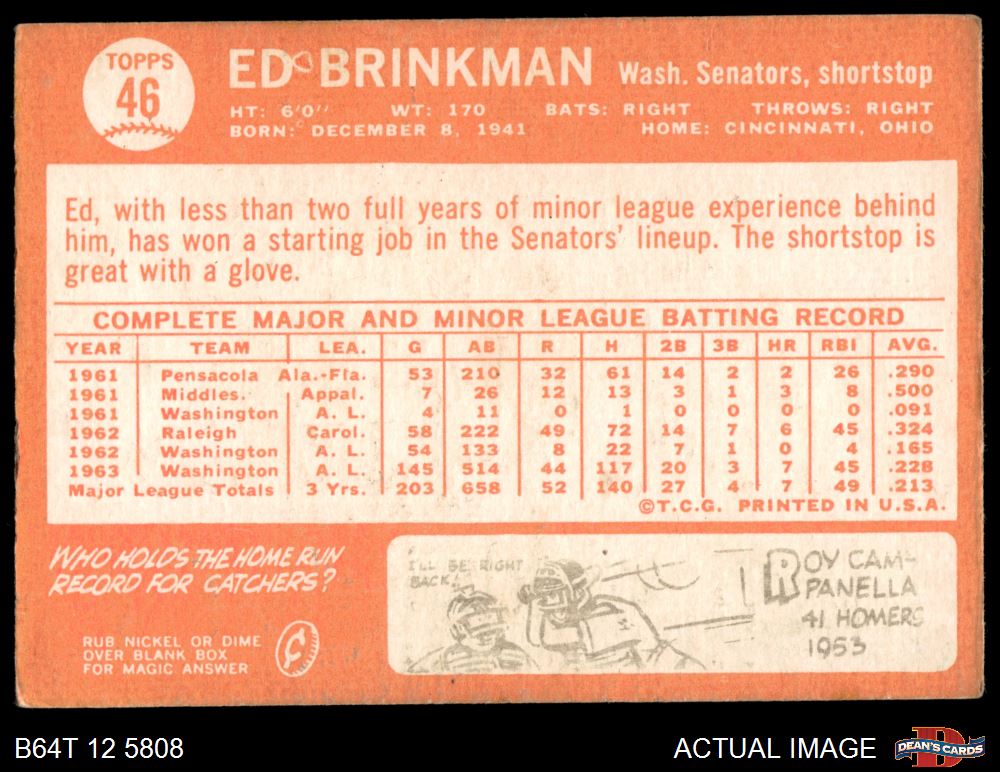 TOPPS
46
ED BRINKMAN Wash. Senators, shortstop
HT: 6'0" WT: 170 BATS: RIGHT THROWS: RIGHT
BORN: DECEMBER 8, 1941 HOME: CINCINNATI, OHIO
Ed, with less than two full years of minor league experience behind
him, has won a starting job in the Senators' lineup. The shortstop is
great with a glove.
COMPLETE MAJOR AND MINOR LEAGUE BATTING RECORD
YEAR TEAM LEA. G AB R H 2B 3B HR RBI AVG.
1961 Pensacola Ala.-Fla. 53 210 32 61 14 2 2 26 .290
1961 Middles. Appal. 7 26 12 13 3 1 3 8 .500
1961 Washington A. L. 4 11 0 1 0 0 0 0 .091
1962 Raleigh Carol. 58 222 49 72 14 7 6 45 .324
1962 Washington A. L. 54 133 8 22 7 1 0 4 .165
1963 Washington A. L. 145 514 44 117 20 3 7 45 .228
Major League Totals 3 Yrs. 203 658 52 140 27 4 7 49 .213
©T.C.G. PRINTED IN U.S.A.
WHO HOLDS THE HOME RUN
RECORD FOR CATCHERS?
RUB NICKEL OR DIME
OVER BLANK BOX
FOR MAGIC ANSWER
I'LL BE RIGHT
BACK!
ROY CAM-
PANELLA
41 HOMERS
1953
B64T 12 5808 ACTUAL IMAGE DEAN'S CARDS